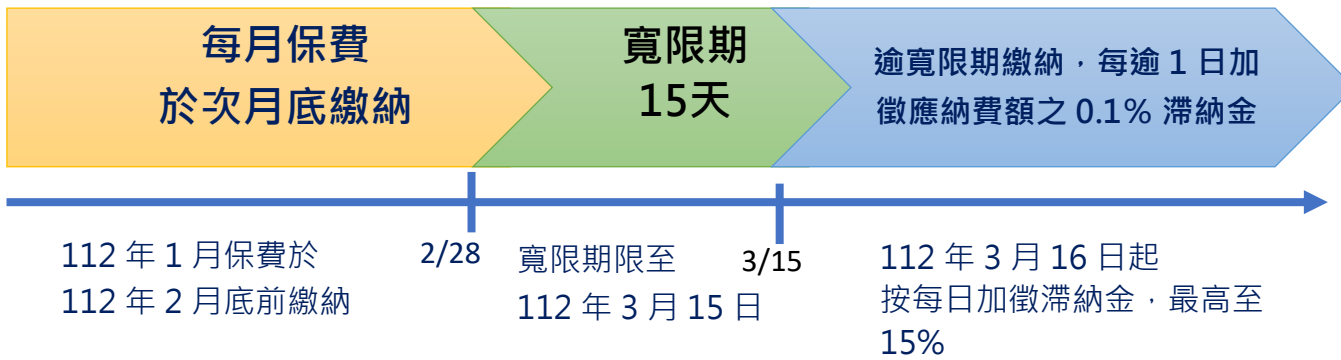 每月保費
於次月底繳納
寬限期
15天
逾寬限期繳納，每逾 1 日加
徵應納費額之 0.1% 滯納金
112 年 1 月保費於
112 年 2 月底前繳納
2/28
寬限期限至
112 年 3 月 15 日
3/15
112 年 3 月 16 日起
按每日加徵滯納金，最高至
15%